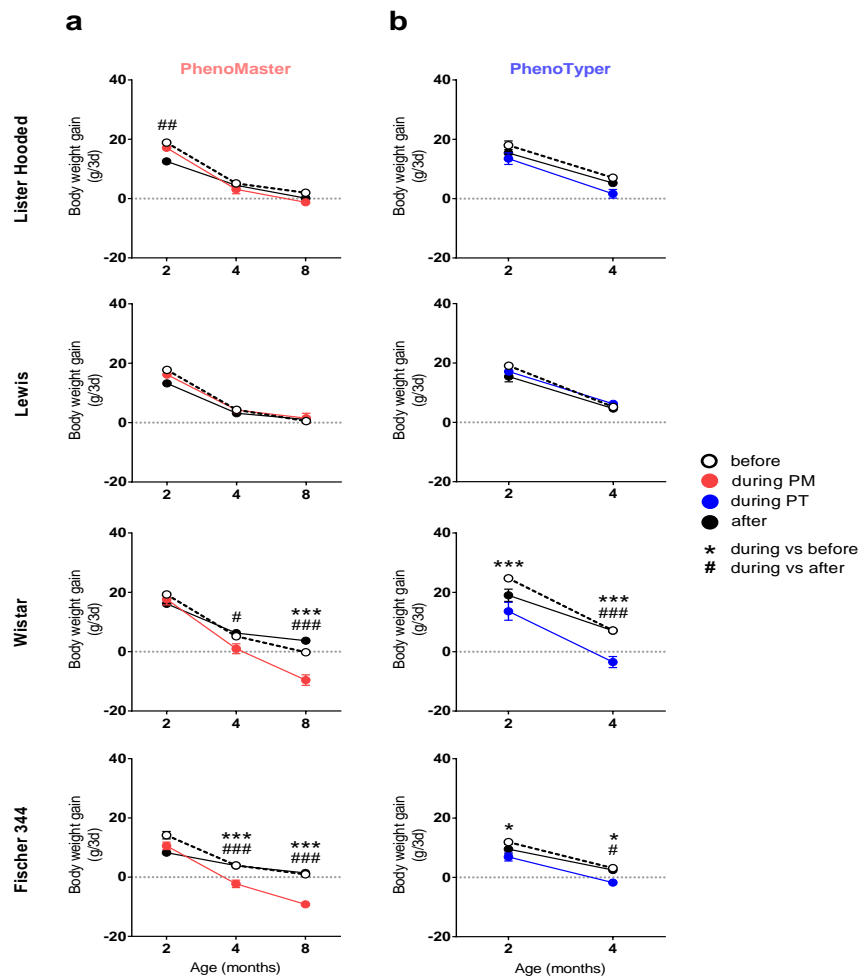 a
b
PhenoMaster
PhenoTyper
Lister Hooded
Body weight gain
(g/3d)
40
20
0
-20
##
2
4
8
Body weight gain
(g/3d)
40
20
0
-20
2
4
Lewis
Body weight gain
(g/3d)
40
20
0
-20
2
4
8
Body weight gain
(g/3d)
40
20
0
-20
2
4
before
during PM
during PT
after
* during vs before
# during vs after
Wistar
Body weight gain
(g/3d)
40
20
0
-20
#
***
###
2
4
8
Body weight gain
(g/3d)
40
20
0
-20
***
***
###
2
4
Fischer 344
Body weight gain
(g/3d)
40
20
0
-20
***
###
***
###
2
4
8
Age (months)
Body weight gain
(g/3d)
40
20
0
-20
*
*
#
2
4
Age (months)